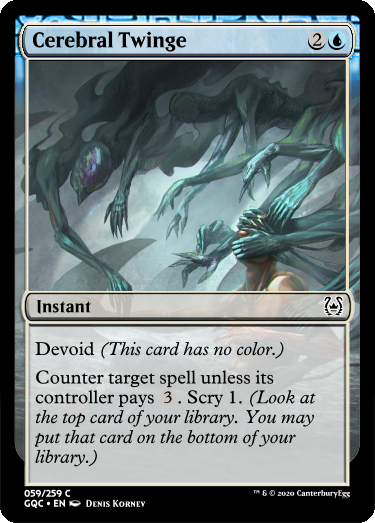 Cerebral Twinge 2
Instant
Devoid (This card has no color.)
Counter target spell unless its
controller pays 3 . Scry 1. (Look at
the top card of your library. You may
put that card on the bottom of your
library.)
059/259 C
GQC • EN Denis Kornev
™ & © 2020 CanterburyEgg